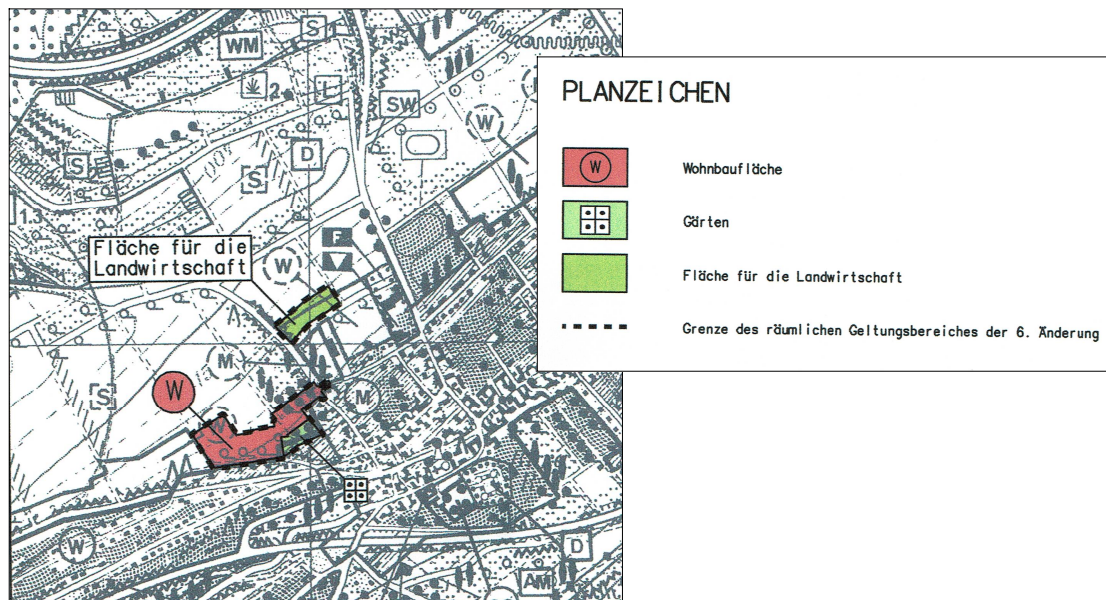 S
WM
2
L
SW
W
D
S
S
1.3
F
Fläche für die
Landwirtschaft
W
M
S
W
M
W
W
D
AM
PLANZEICHEN
W
Wohnbaufläche
Gärten
Fläche für die Landwirtschaft
Grenze des räumlichen Geltungsbereiches der 6. Änderung